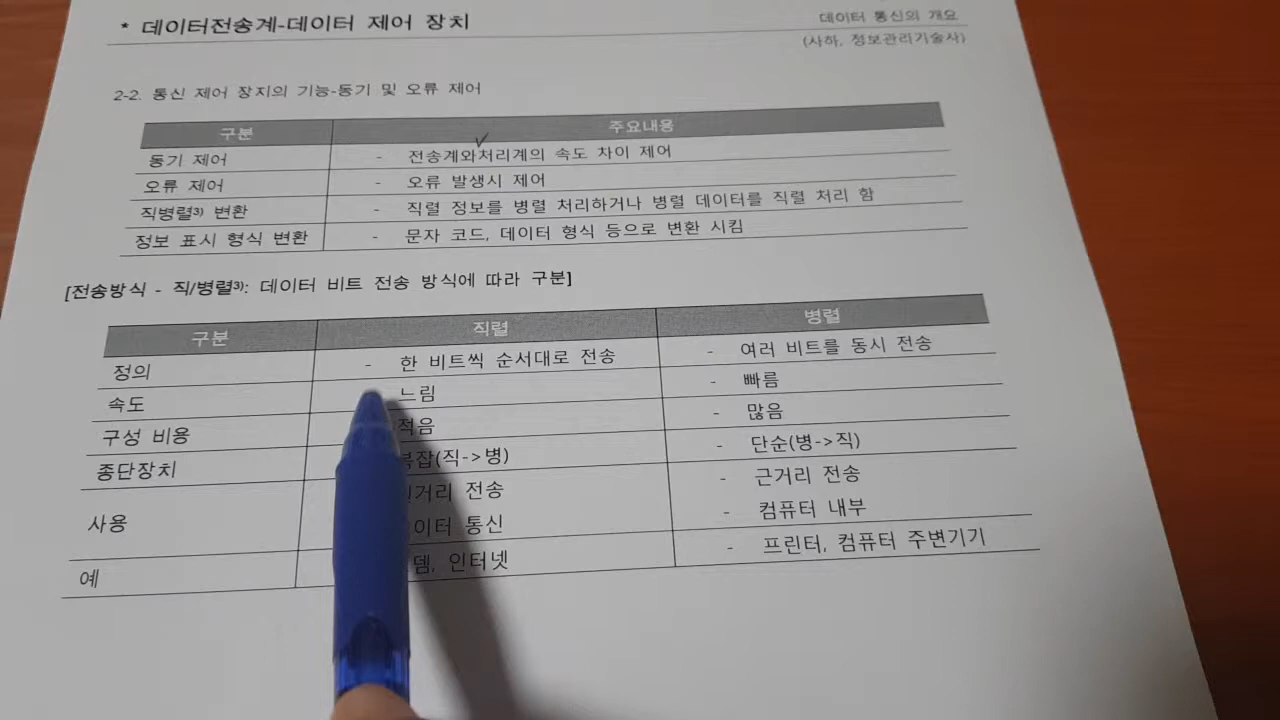 * 데이터전송계-데이터 제어 장치
데이터 통신의 개요
(사하, 정보관리기술사)
2-2. 통신 제어 장치의 기능-동기 및 오류 제어
구분 주요내용
동기 제어 - 전송계와처리계의 속도 차이 제어
오류 제어 - 오류 발생시 제어
직병렬3) 변환 - 직렬 정보를 병렬 처리하거나 병렬 데이터를 직렬 처리 함
정보 표시 형식 변환 - 문자 코드, 데이터 형식 등으로 변환 시킴
[전송방식 - 직/병렬3): 데이터 비트 전송 방식에 따라 구분]
구분 직렬 병렬
정의 - 한 비트씩 순서대로 전송 - 여러 비트를 동시 전송
속도 느림 - 빠름
구성 비용 적음 - 많음
종단장치 (직->병) - 단순(병->직)
전송 - 근거리 전송
사용 통신 - 컴퓨터 내부
예 인터넷 - 프린터, 컴퓨터 주변기기